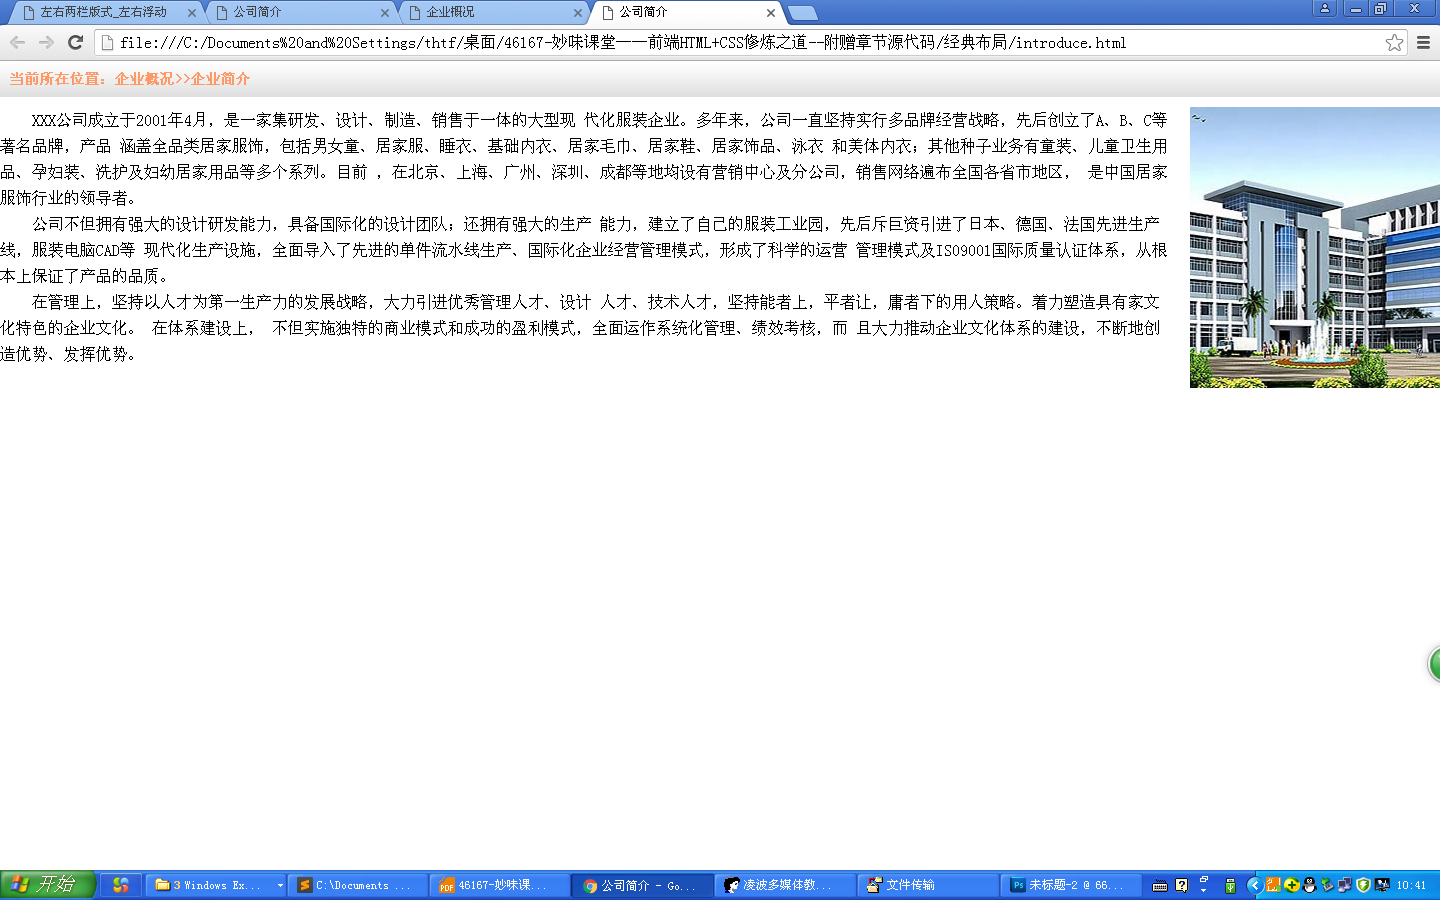 左右两栏版式_左右浮动
公司简介
企业概况
公司简介
file:///C:/Documents%20and%20Settings/thtf/桌面/46167-妙味课堂——前端HTML+CSS修炼之道--附赠章节源代码/经典布局/introduce.html
当前所在位置：企业概况>>企业简介
XXX公司成立于2001年4月，是一家集研发、设计、制造、销售于一体的大型现 代化服装企业。多年来，公司一直坚持实行多品牌经营战略，先后创立了A、B、C等
著名品牌，产品 涵盖全品类居家服饰，包括男女童、居家服、睡衣、基础内衣、居家毛巾、居家鞋、居家饰品、泳衣 和美体内衣；其他种子业务有童装、儿童卫生用
品、孕妇装、洗护及妇幼居家用品等多个系列。目前 ，在北京、上海、广州、深圳、成都等地均设有营销中心及分公司，销售网络遍布全国各省市地区， 是中国居家
服饰行业的领导者。
公司不但拥有强大的设计研发能力，具备国际化的设计团队；还拥有强大的生产 能力，建立了自己的服装工业园，先后斥巨资引进了日本、德国、法国先进生产
线，服装电脑CAD等 现代化生产设施，全面导入了先进的单件流水线生产、国际化企业经营管理模式，形成了科学的运营 管理模式及ISO9001国际质量认证体系，从根
本上保证了产品的品质。
在管理上，坚持以人才为第一生产力的发展战略，大力引进优秀管理人才、设计 人才、技术人才，坚持能者上，平者让，庸者下的用人策略。着力塑造具有家文
化特色的企业文化。 在体系建设上， 不但实施独特的商业模式和成功的盈利模式，全面运作系统化管理、绩效考核，而 且大力推动企业文化体系的建设，不断地创
造优势、发挥优势。
开始
3 Windows Ex...
C:\Documents ...
46167-妙味课...
公司简介 - Go...
凌波多媒体教...
文件传输
未标题-2 @ 66...
10:41